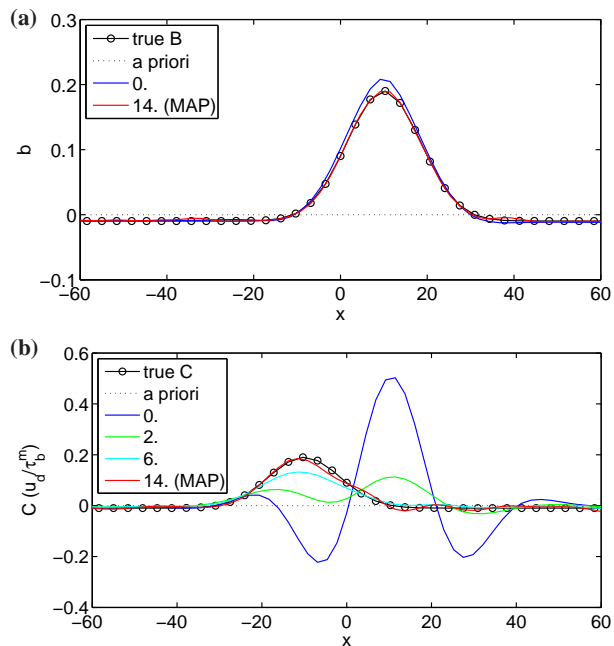 (a)
0.3
0.2
0.1
0
−0.1
b
true B
a priori
0.
14. (MAP)
−60 −40 −20 0 20 40 60
x
(b)
0.6
0.4
0.2
0
−0.2
−0.4
C (u_d/τ_b^m)
true C
a priori
0.
2.
6.
14. (MAP)
−60 −40 −20 0 20 40 60
x